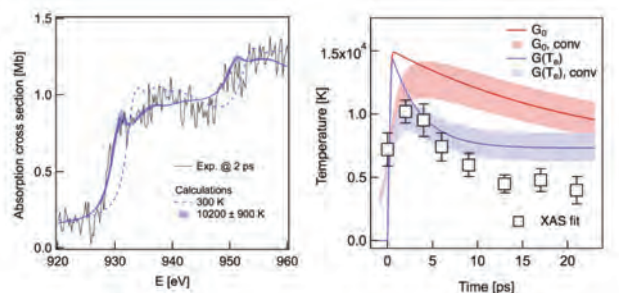 Absorption cross section [Mb]
1.5
1.0
0.5
0.0
920
930
940
950
960
E [eV]
Exp. @ 2 ps
Calculations
300 K
10200 ± 900 K
Temperature [K]
1.5x10⁴
1.0
0.5
0.0
0
5
10
15
20
Time [ps]
G₀
G₀, conv
G(Tₑ)
G(Tₑ), conv
XAS fit